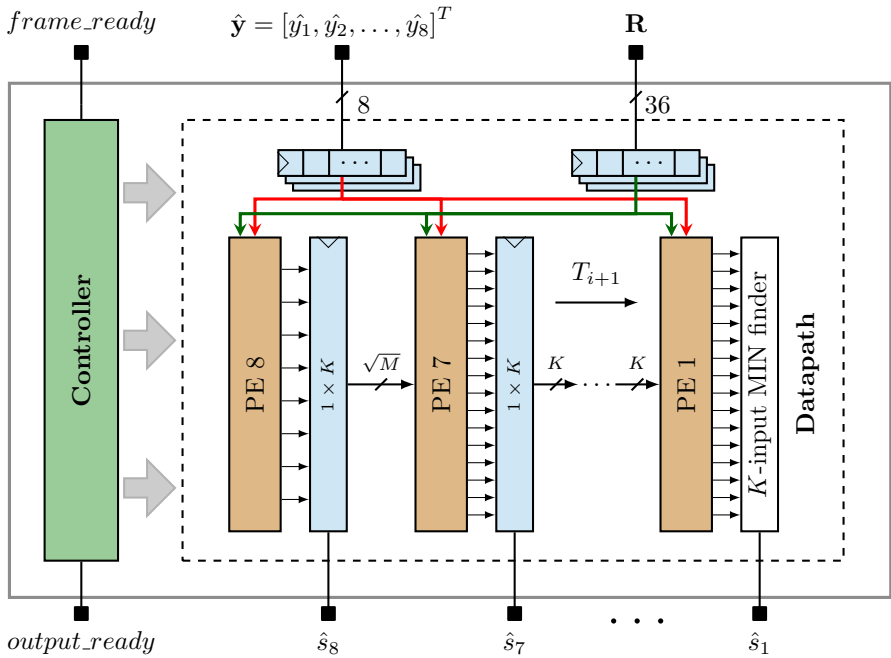 frame_ready
ŷ = [ŷ₁, ŷ₂, . . . , ŷ₈]ᵀ
R
8
36
· · ·
· · ·
Controller
PE 8
1 × K
√M
PE 7
1 × K
Tᵢ₊₁
K
· · ·
K
PE 1
K-input MIN finder
Datapath
output_ready
ŝ₈
ŝ₇
· · ·
ŝ₁